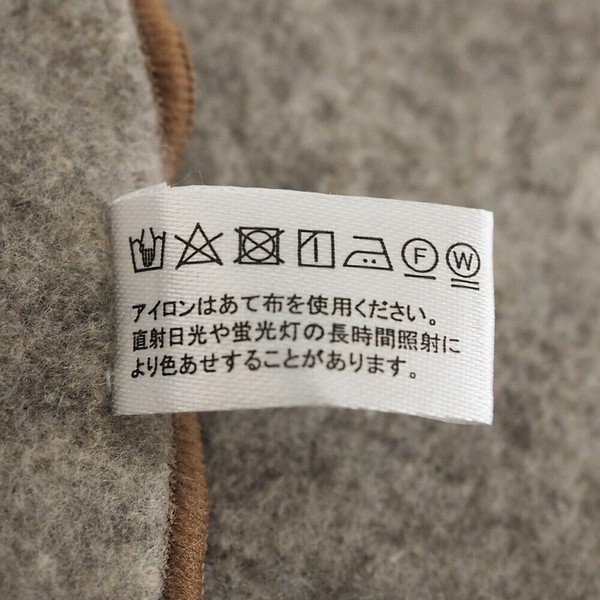 F W
アイロンはあて布を使用ください。
直射日光や蛍光灯の長時間照射に
より色あせすることがあります。